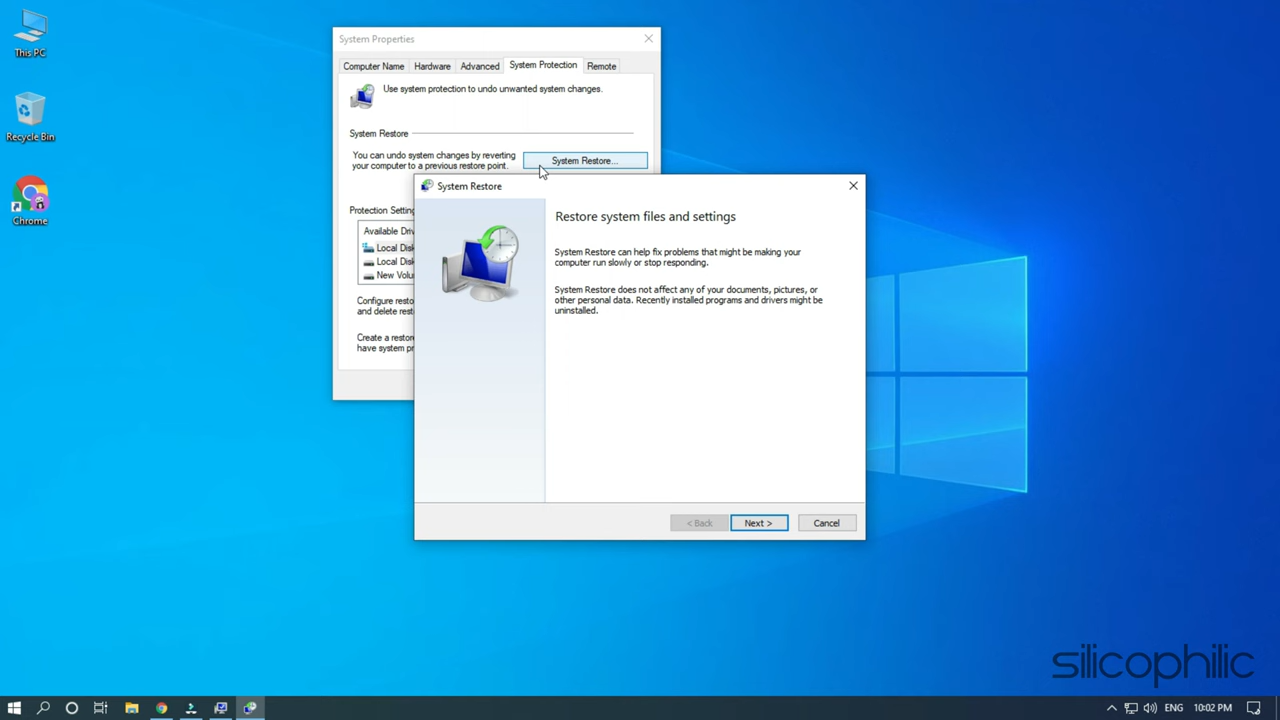 This PC
Recycle Bin
Chrome
System Properties
Computer Name
Hardware
Advanced
System Protection
Remote
Use system protection to undo unwanted system changes.
System Restore
You can undo system changes by reverting
your computer to a previous restore point.
System Restore...
Protection Setting
Available Driv
Local Disk
Local Disk
New Volu
Configure resto
and delete rest
Create a restore
have system pr
System Restore
Restore system files and settings
System Restore can help fix problems that might be making your
computer run slowly or stop responding.
System Restore does not affect any of your documents, pictures, or
other personal data. Recently installed programs and drivers might be
uninstalled.
< Back
Next >
Cancel
silicophilic
ENG
10:02 PM